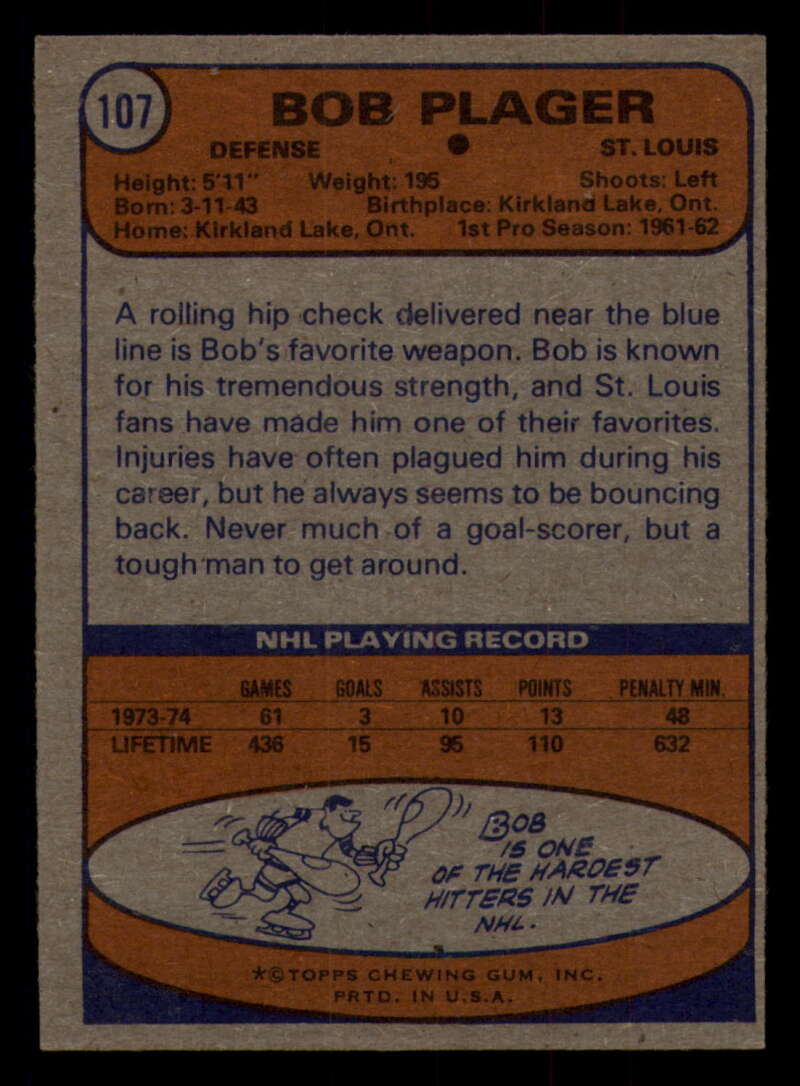 107
BOB PLAGER
DEFENSE ● ST. LOUIS
Height: 5'11" Weight: 195 Shoots: Left
Born: 3-11-43 Birthplace: Kirkland Lake, Ont.
Home: Kirkland Lake, Ont. 1st Pro Season: 1961-62
A rolling hip check delivered near the blue
line is Bob's favorite weapon. Bob is known
for his tremendous strength, and St. Louis
fans have made him one of their favorites.
Injuries have often plagued him during his
career, but he always seems to be bouncing
back. Never much of a goal-scorer, but a
tough man to get around.
NHL PLAYING RECORD
GAMES GOALS ASSISTS POINTS PENALTY MIN.
1973-74 61 3 10 13 48
LIFETIME 436 15 95 110 632
BOB
IS ONE
OF THE HARDEST
HITTERS IN THE
NHL.
*©TOPPS CHEWING GUM, INC.
PRTD. IN U.S.A.